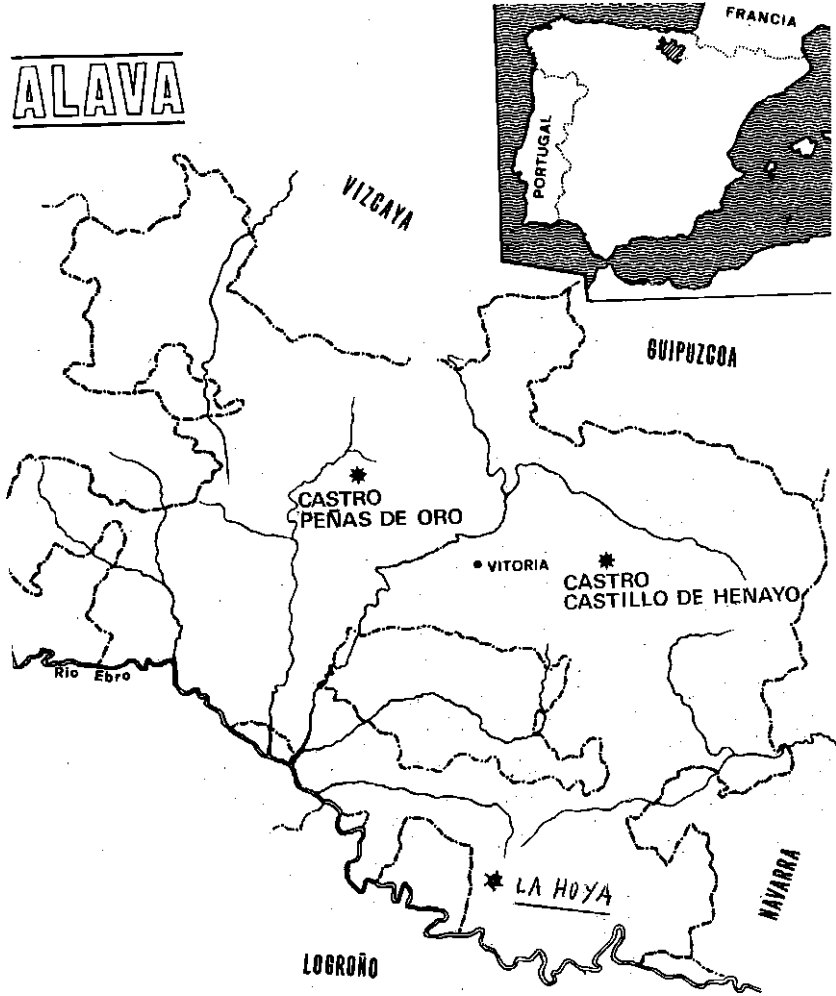 FRANCIA
ALAVA
PORTUGAL
VIZCAYA
GUIPUZCOA
CASTRO
PEÑAS DE ORO
VITORIA
CASTRO
CASTILLO DE HENAYO
Rio Ebro
LA HOYA
NAVARRA
LOGROÑO